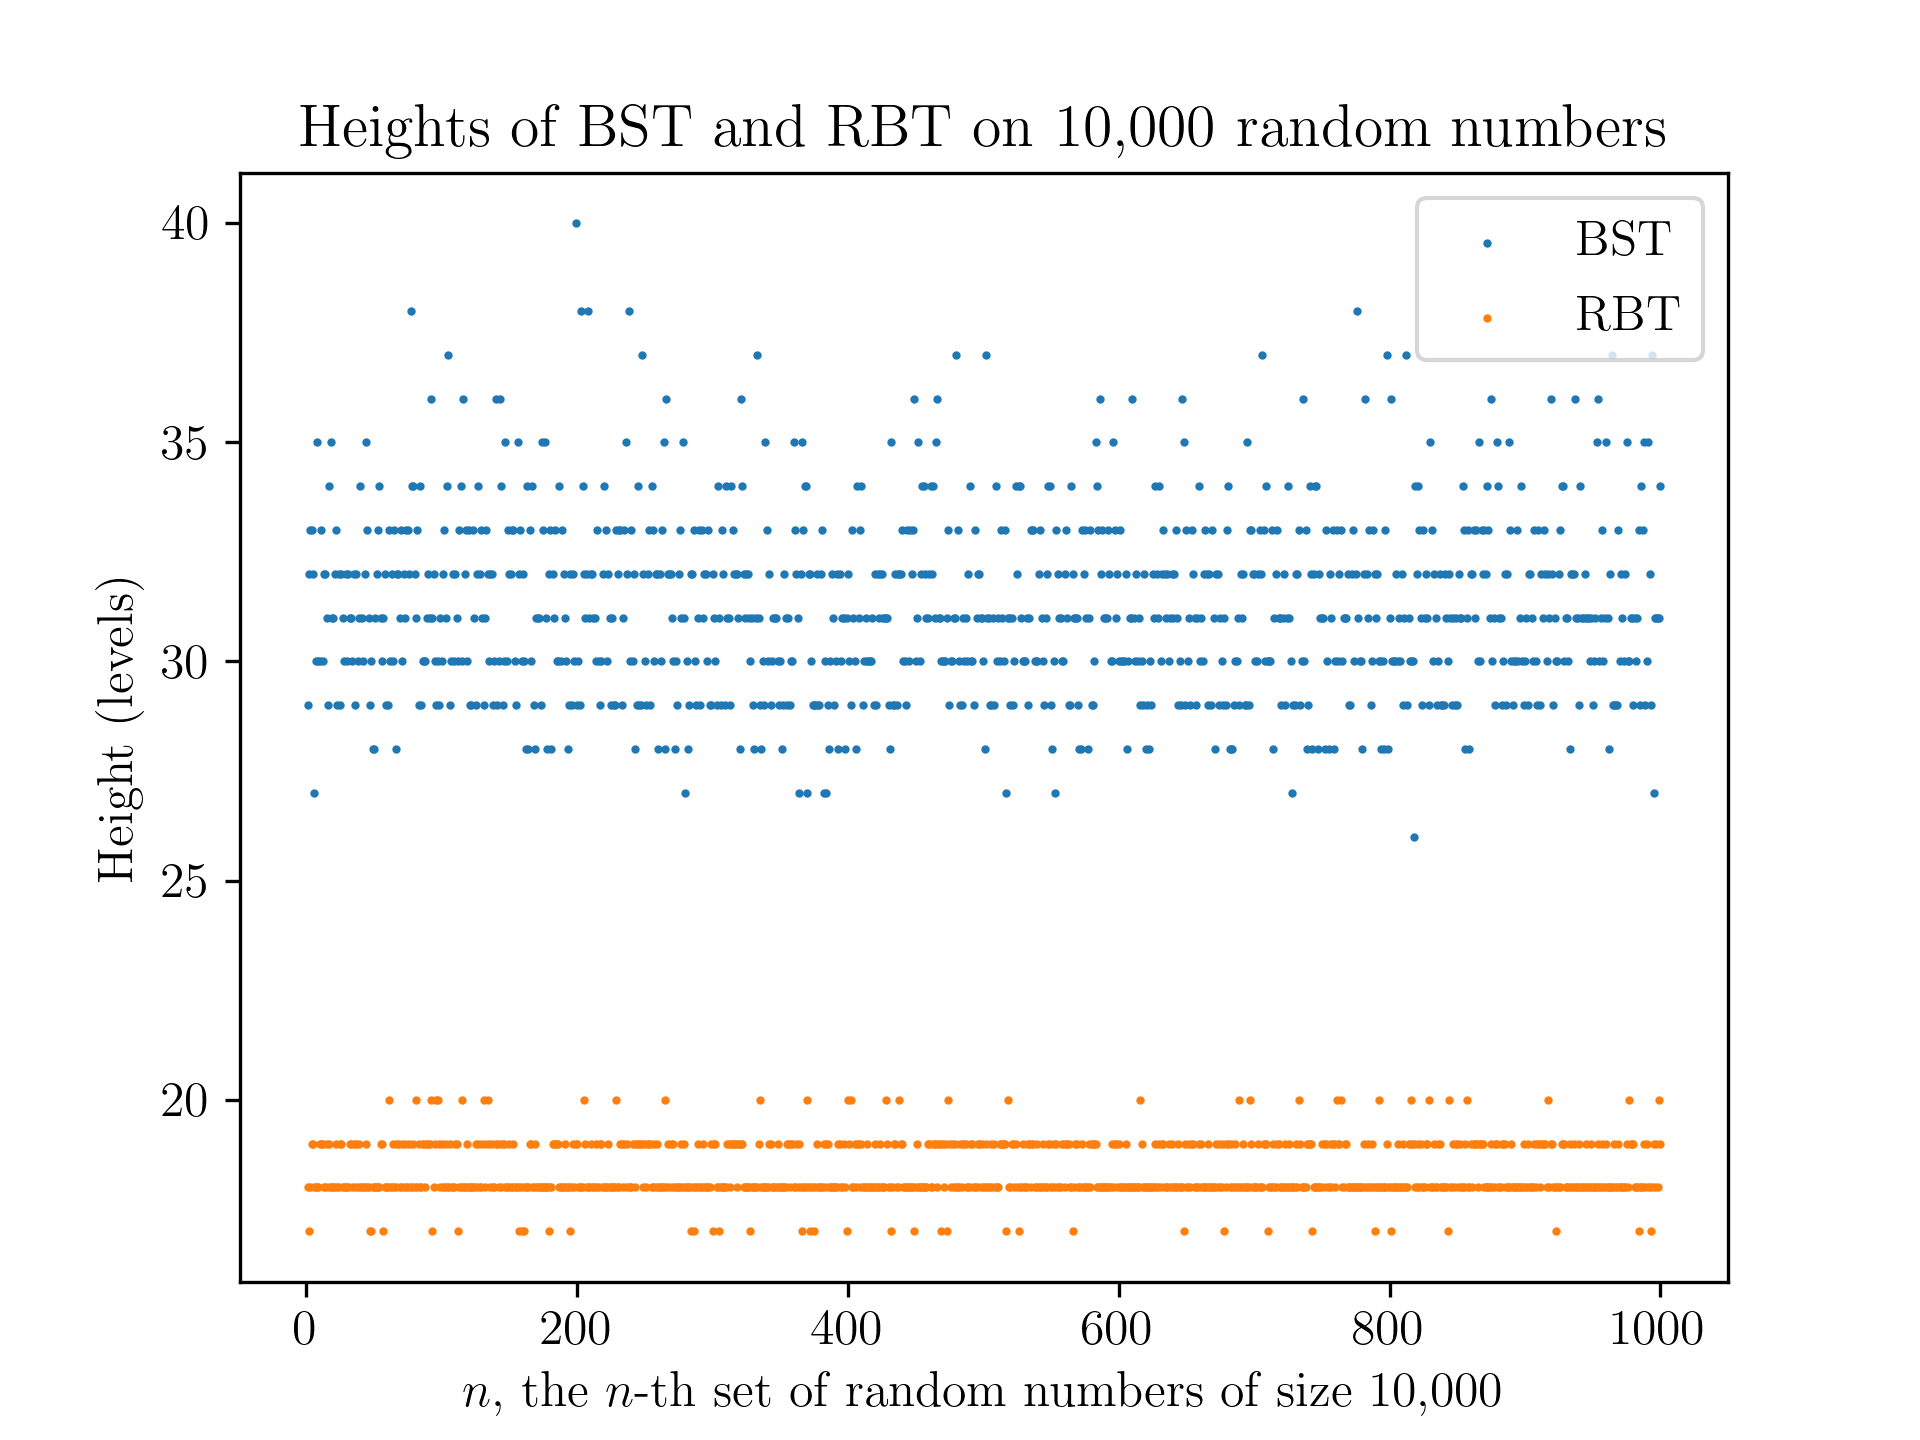 Heights of BST and RBT on 10,000 random numbers
BST
RBT
Height (levels)
40
35
30
25
20
0 200 400 600 800 1000
n, the n-th set of random numbers of size 10,000